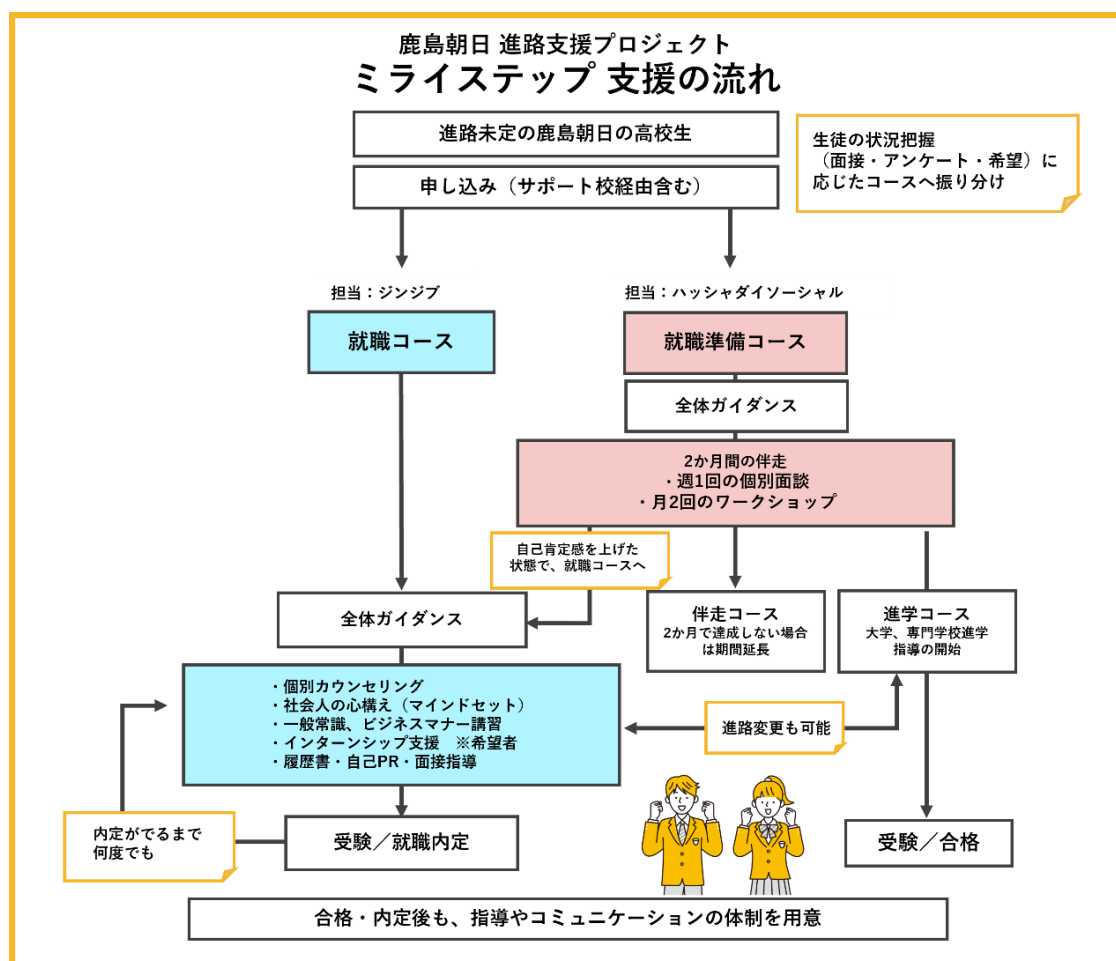 鹿島朝日 進路支援プロジェクト
ミライステップ 支援の流れ
進路未定の鹿島朝日の高校生
申し込み（サポート校経由含む）
生徒の状況把握
（面接・アンケート・希望）に
応じたコースへ振り分け
担当：ジンジブ
就職コース
担当：ハッシャダイソーシャル
就職準備コース
全体ガイダンス
2か月間の伴走
・週1回の個別面談
・月2回のワークショップ
自己肯定感を上げた
状態で、就職コースへ
全体ガイダンス
伴走コース
2か月で達成しない場合
は期間延長
進学コース
大学、専門学校進学
指導の開始
・個別カウンセリング
・社会人の心構え（マインドセット）
・一般常識、ビジネスマナー講習
・インターンシップ支援　※希望者
・履歴書・自己PR・面接指導
進路変更も可能
内定がでるまで
何度でも
受験／就職内定
受験／合格
合格・内定後も、指導やコミュニケーションの体制を用意